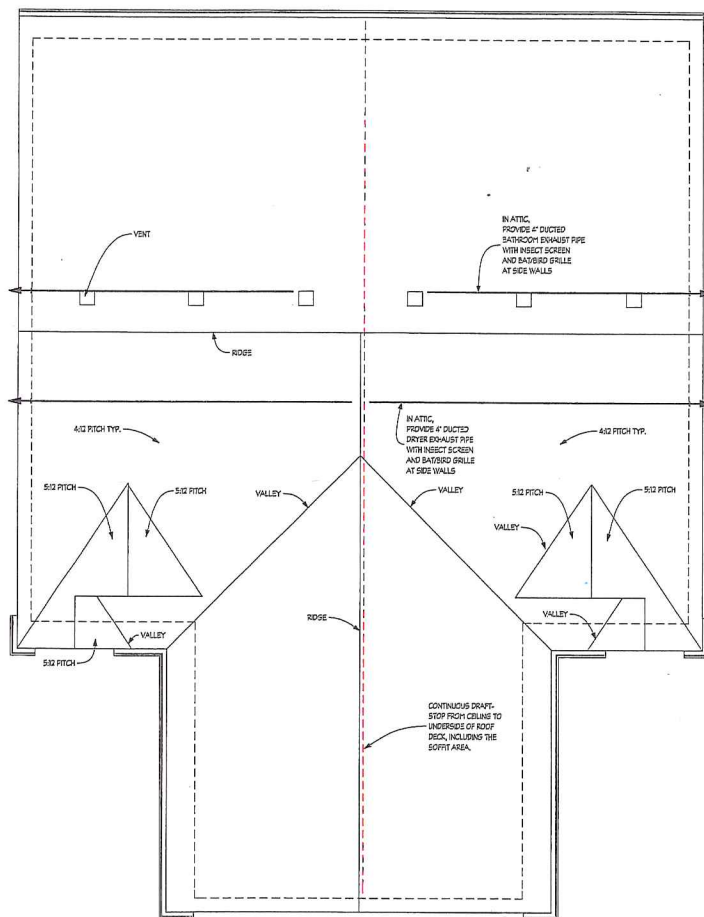 VENT
IN ATTIC,
PROVIDE 4" DUCTED
BATHROOM EXHAUST PIPE
WITH INSECT SCREEN
AND BAT/BIRD GRILLE
AT SIDE WALLS
RIDGE
4:12 PITCH TYP.
IN ATTIC,
PROVIDE 4" DUCTED
DRYER EXHAUST PIPE
WITH INSECT SCREEN
AND BAT/BIRD GRILLE
AT SIDE WALLS
4:12 PITCH TYP.
5:12 PITCH
5:12 PITCH
VALLEY
VALLEY
5:12 PITCH
5:12 PITCH
VALLEY
VALLEY
5:12 PITCH
RIDGE
VALLEY
CONTINUOUS DRAFT-
STOP FROM CEILING TO
UNDERSIDE OF ROOF
DECK, INCLUDING THE
SOFFIT AREA.